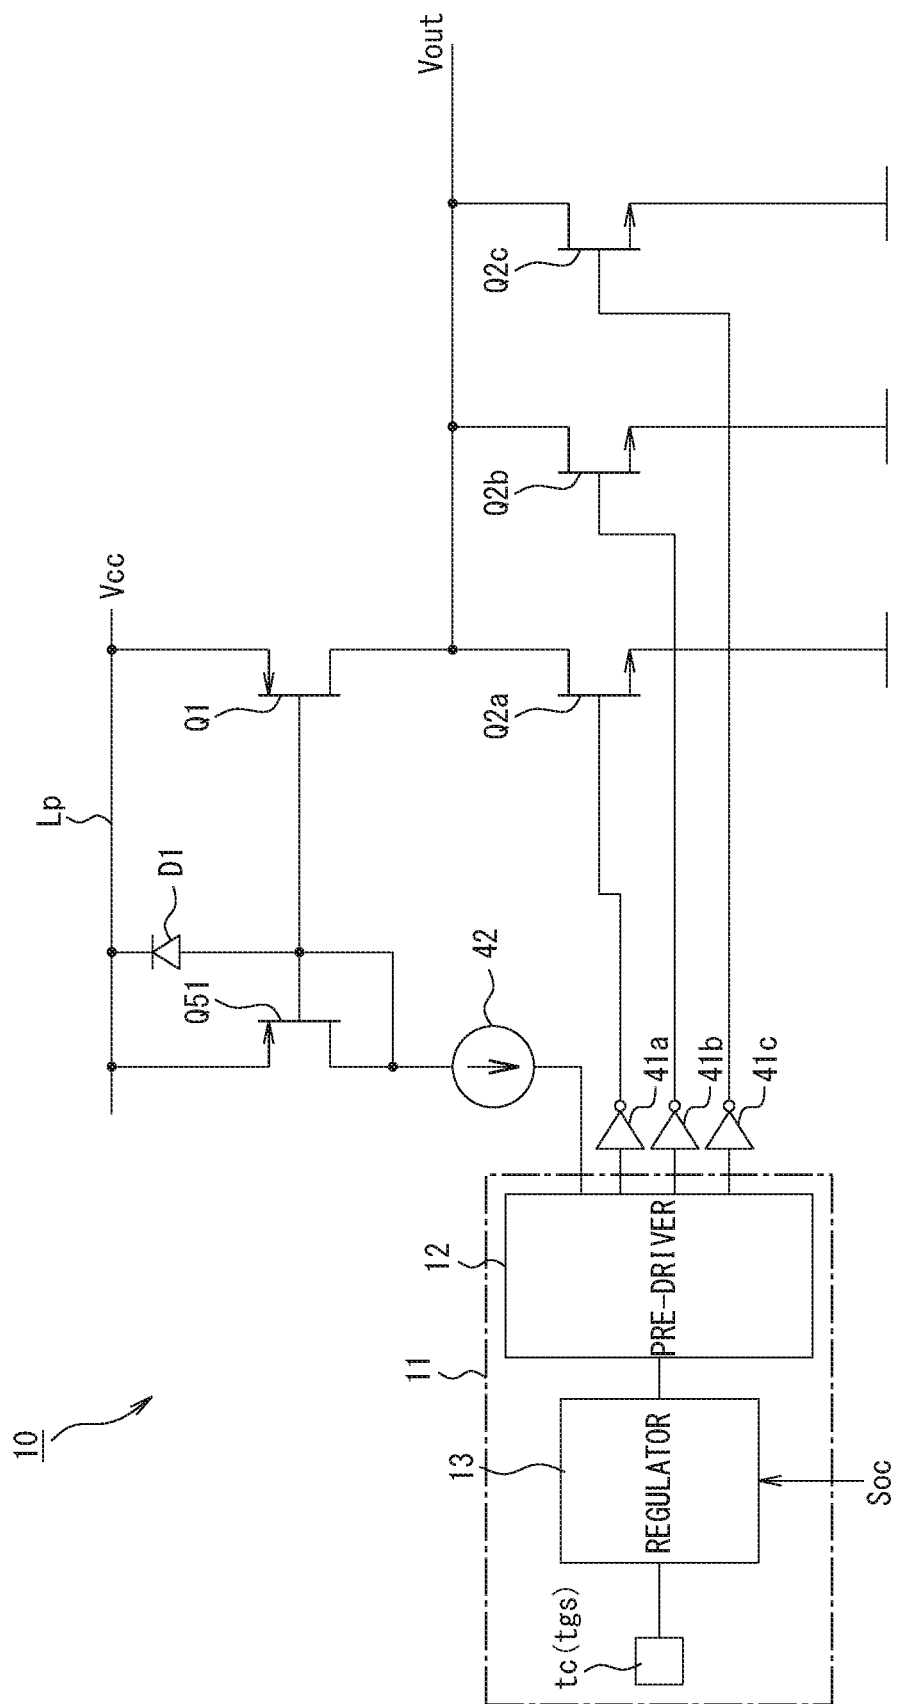 10
Lp
Vcc
D1
Q51
Q1
42
Vout
Q2a
Q2b
Q2c
41a
41b
41c
11
12
PRE-DRIVER
13
REGULATOR
tc(tgs)
Soc